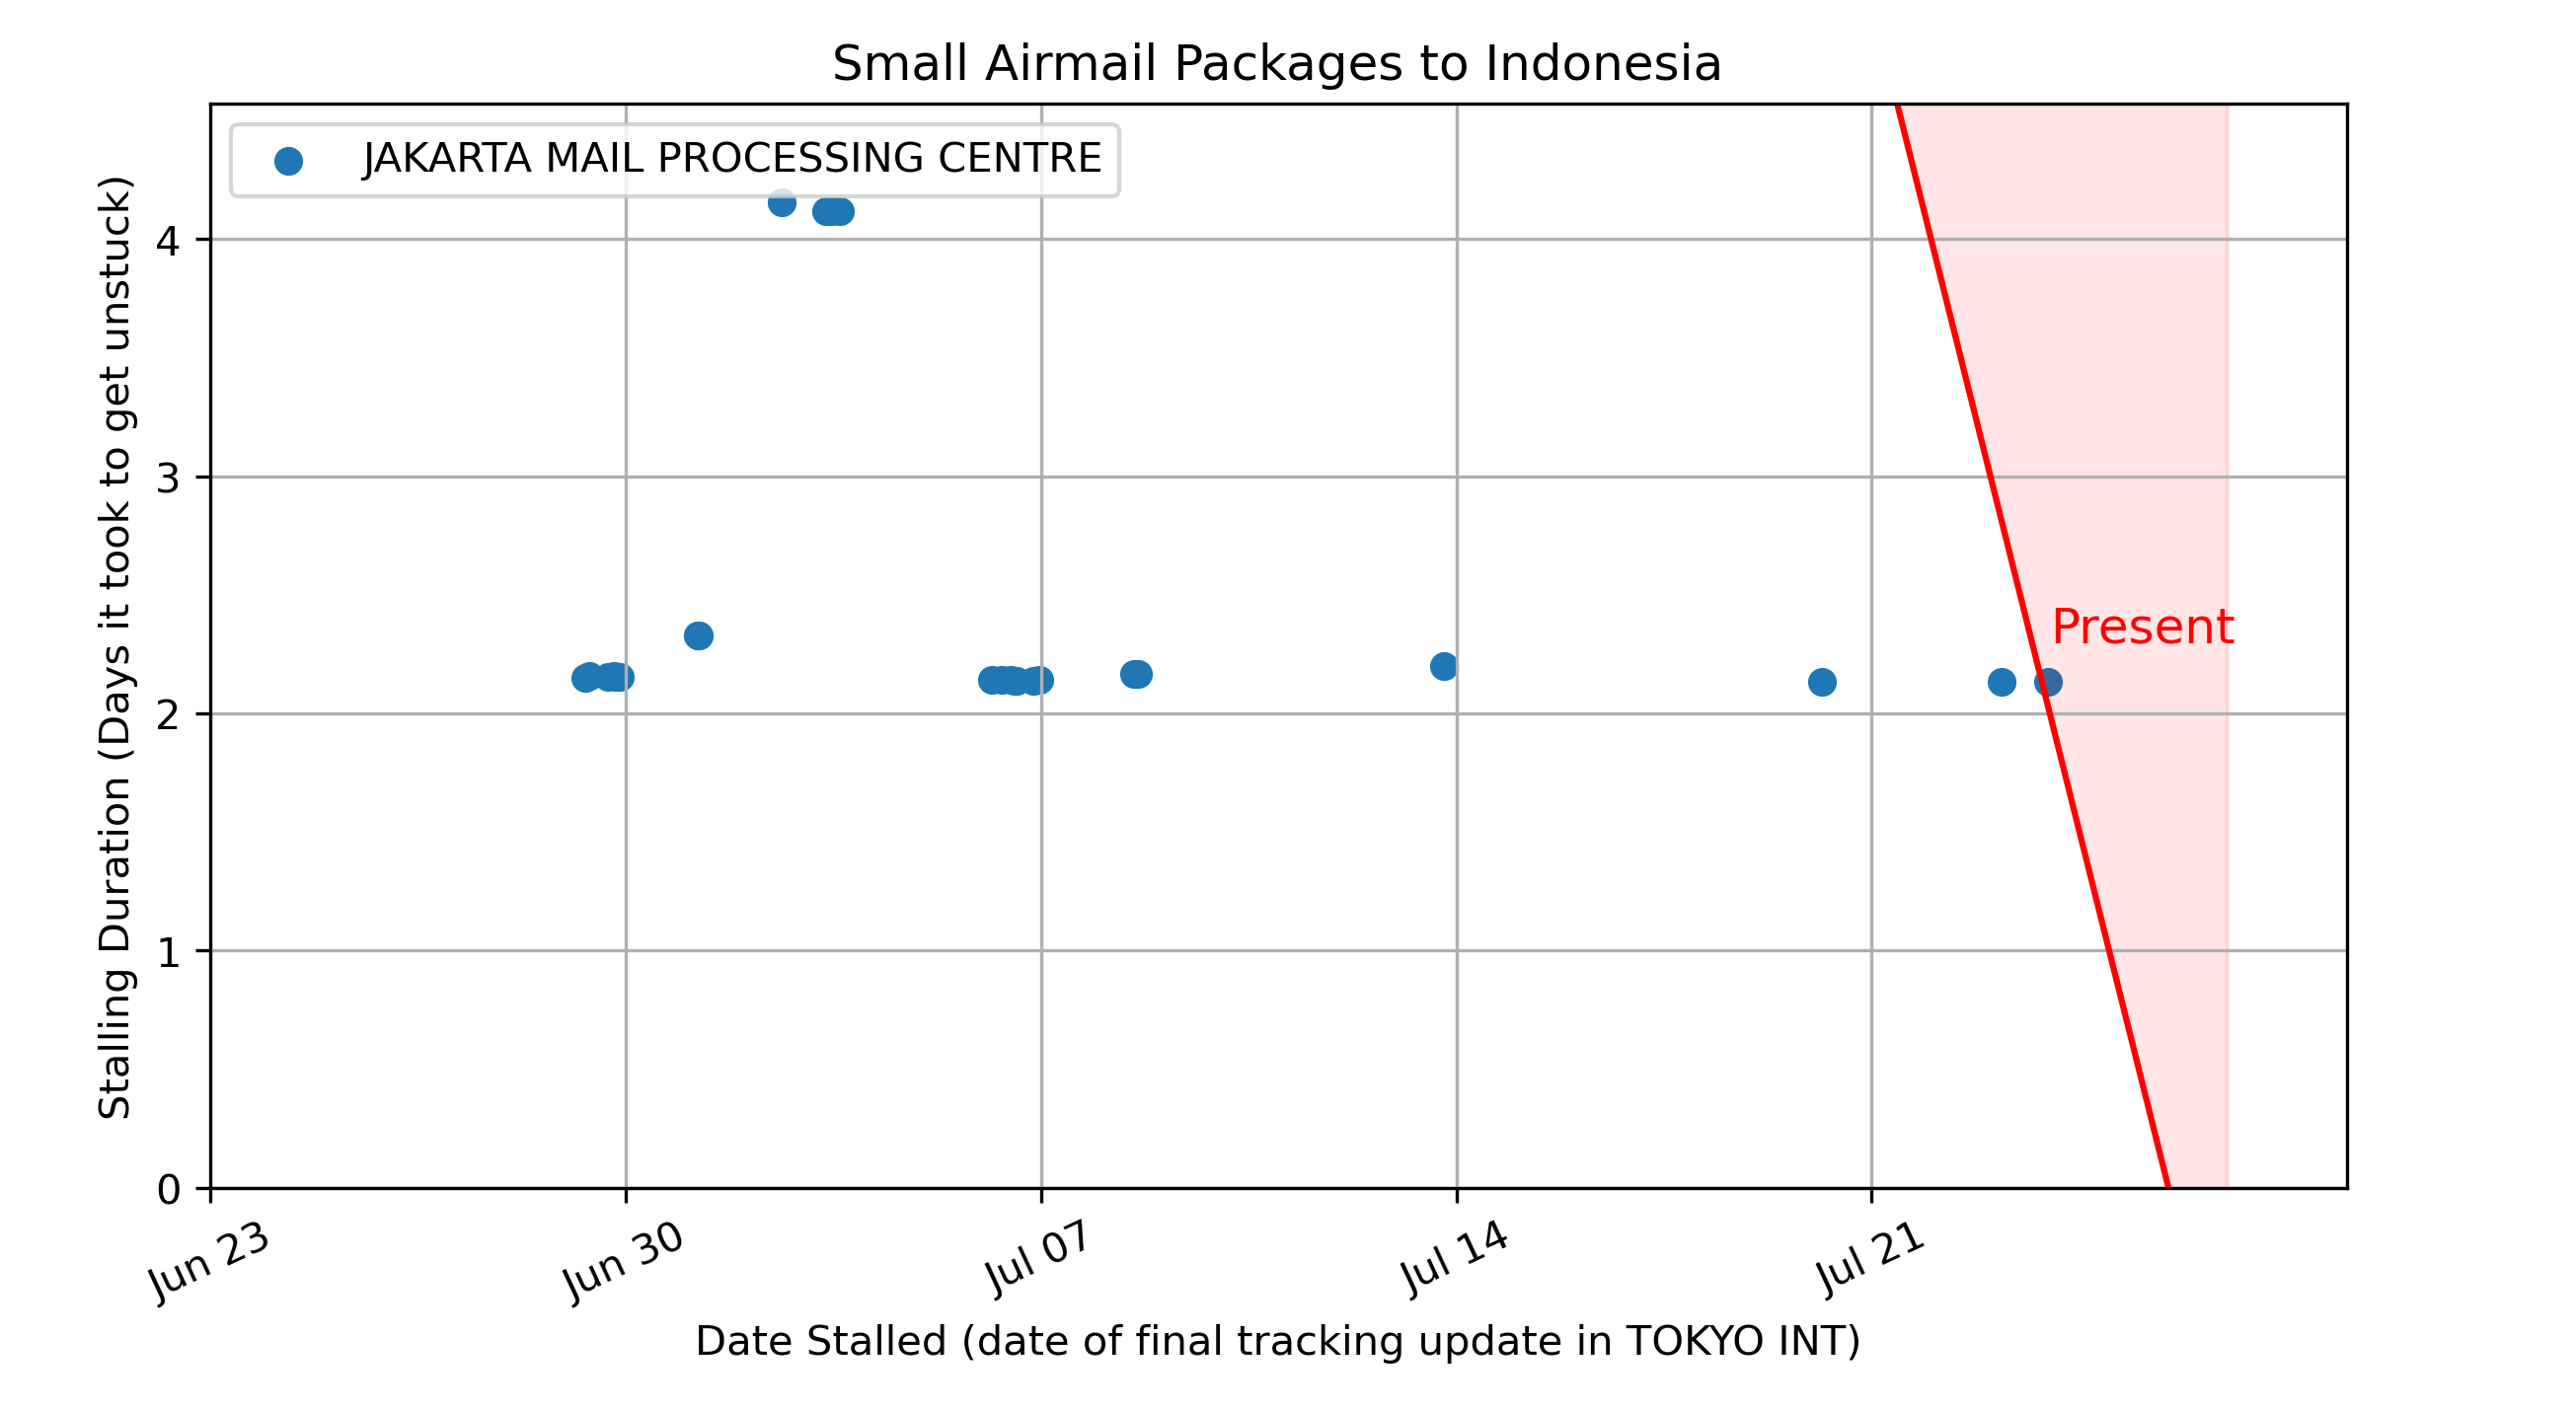 Small Airmail Packages to Indonesia
JAKARTA MAIL PROCESSING CENTRE
Stalling Duration (Days it took to get unstuck)
4
3
2
1
0
Present
Jun 23
Jun 30
Jul 07
Jul 14
Jul 21
Date Stalled (date of final tracking update in TOKYO INT)